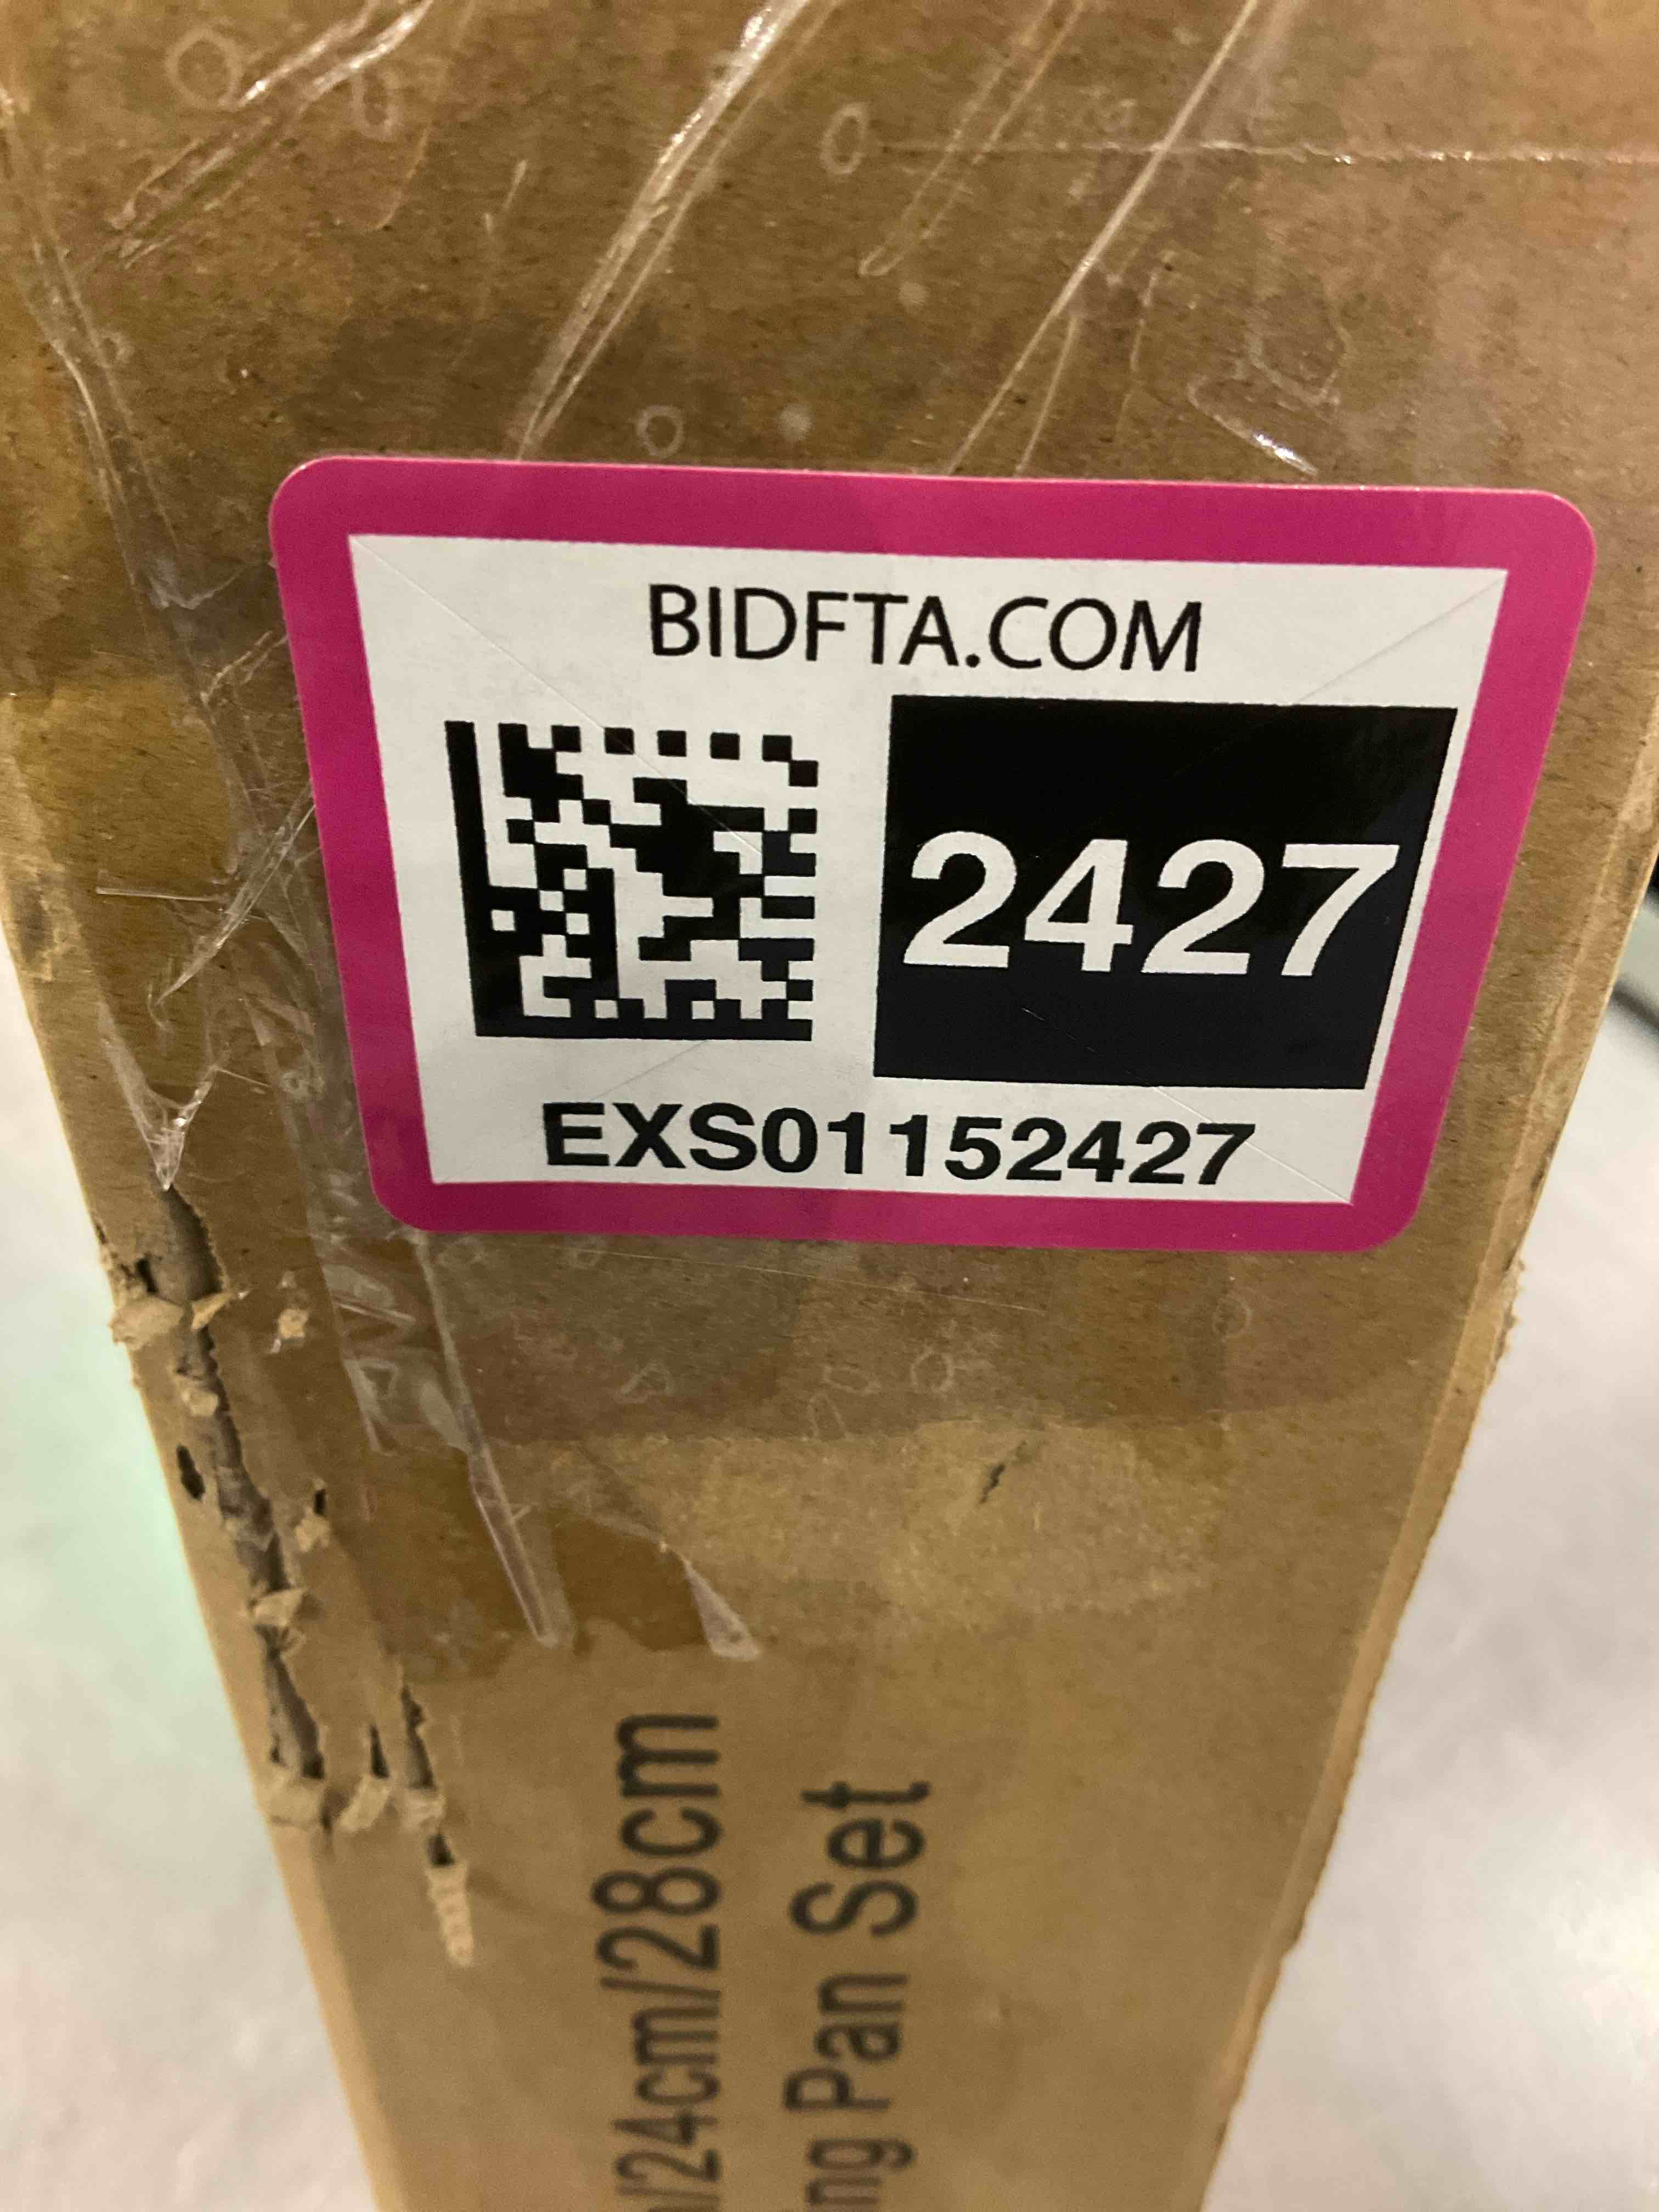 BIDFTA.COM
2427
EXS01152427
/24cm/28cm
ng Pan Set